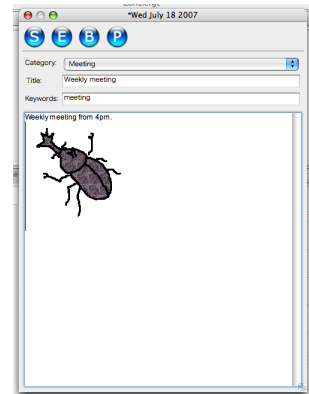 Concierge
*Wed July 18 2007
S E B P
Category: Meeting
Title: Weekly meeting
Keywords: meeting
Weekly meeting from 4pm.